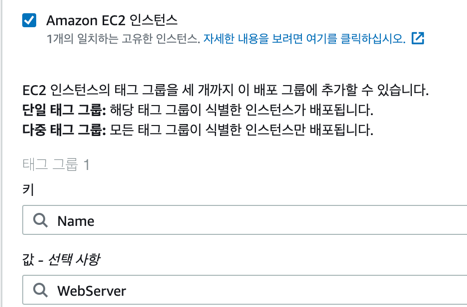 Amazon EC2 인스턴스
1개의 일치하는 고유한 인스턴스. 자세한 내용을 보려면 여기를 클릭하십시오.
EC2 인스턴스의 태그 그룹을 세 개까지 이 배포 그룹에 추가할 수 있습니다.
단일 태그 그룹: 해당 태그 그룹이 식별한 인스턴스가 배포됩니다.
다중 태그 그룹: 모든 태그 그룹이 식별한 인스턴스만 배포됩니다.
태그 그룹 1
키
Name
값 - 선택 사항
WebServer